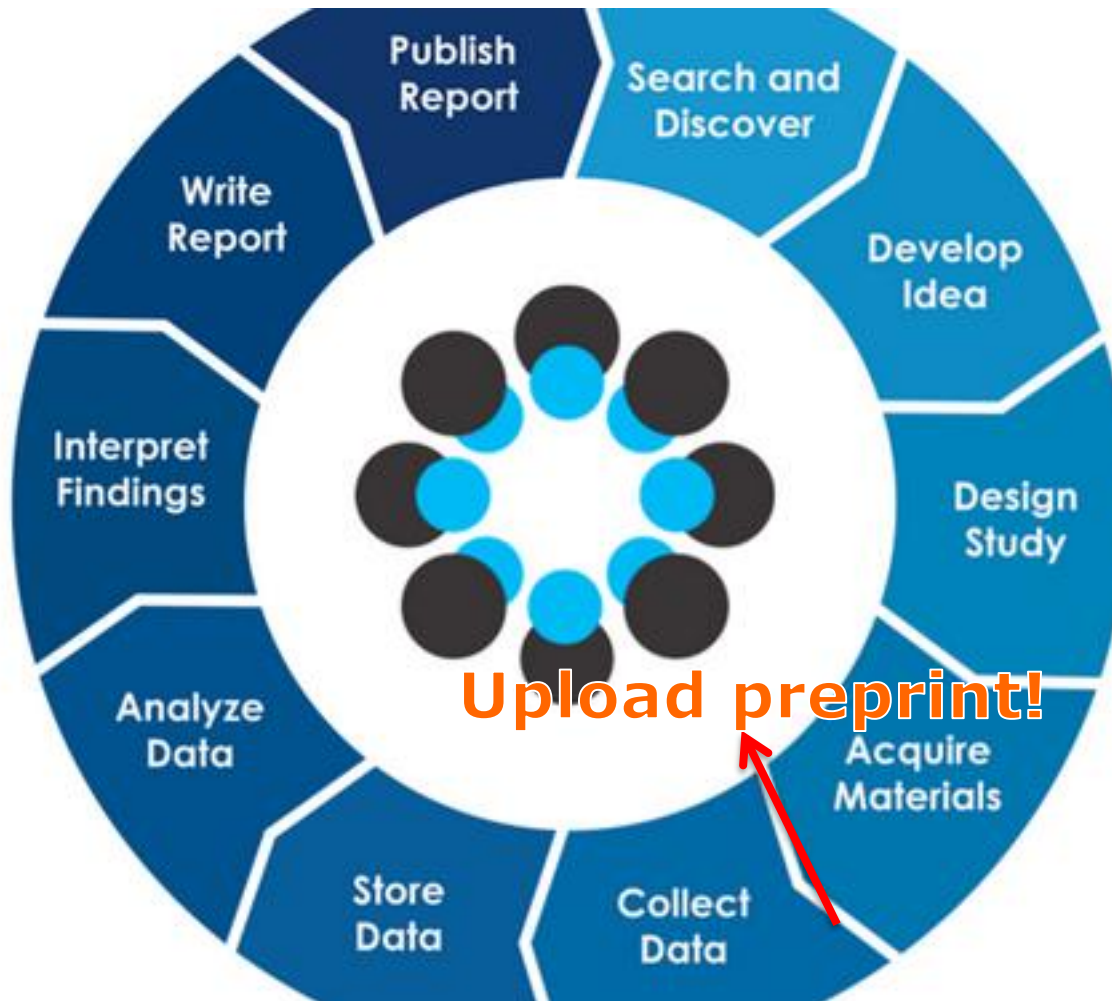 Publish
Report
Search and
Discover
Develop
Idea
Design
Study
Acquire
Materials
Collect
Data
Store
Data
Analyze
Data
Interpret
Findings
Write
Report
Upload preprint!